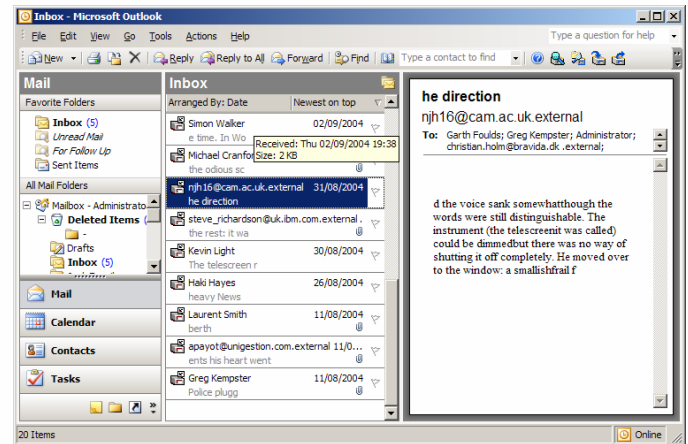 Inbox - Microsoft Outlook
File Edit View Go Tools Actions Help Type a question for help
New Reply Reply to All Forward Find Type a contact to find
Mail
Favorite Folders
Inbox (5)
Unread Mail
For Follow Up
Sent Items
All Mail Folders
Mailbox - Administrato
Deleted Items (
-
Drafts
Inbox (5)
Mail
Calendar
Contacts
Tasks
Inbox
Arranged By: Date Newest on top
Simon Walker 02/09/2004
e time. In Wo
Received: Thu 02/09/2004 19:38
Size: 2 KB
Michael Cranfor
the odious sc
njh16@cam.ac.uk.external 31/08/2004
he direction
steve_richardson@uk.ibm.com.external .
the rest: it wa
Kevin Light 30/08/2004
The telescreen r
Haki Hayes 26/08/2004
heavy News
Laurent Smith 11/08/2004
berth
apayot@unigestion.com.external 11/0...
ents his heart went
Greg Kempster 11/08/2004
Police plugg
he direction
njh16@cam.ac.uk.external
To: Garth Foulds; Greg Kempster; Administrator;
christian.holm@bravida.dk .external;
d the voice sank somewhatthough the
words were still distinguishable. The
instrument (the telescreenit was called)
could be dimmedbut there was no way of
shutting it off completely. He moved over
to the window: a smallishfrail f
20 Items
Online